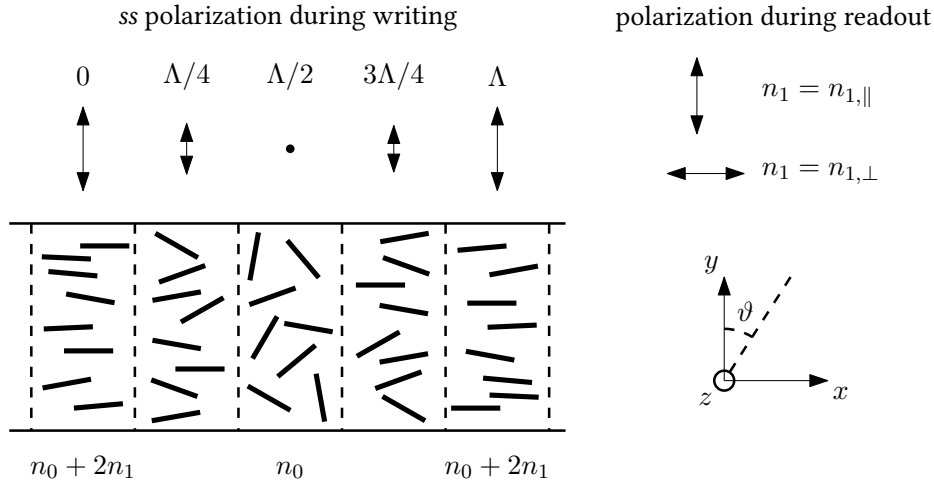 ss polarization during writing
polarization during readout
0 Λ/4 Λ/2 3Λ/4 Λ
n₁ = n₁,∥
n₁ = n₁,⊥
y
ϑ
z
x
n₀ + 2n₁ n₀ n₀ + 2n₁